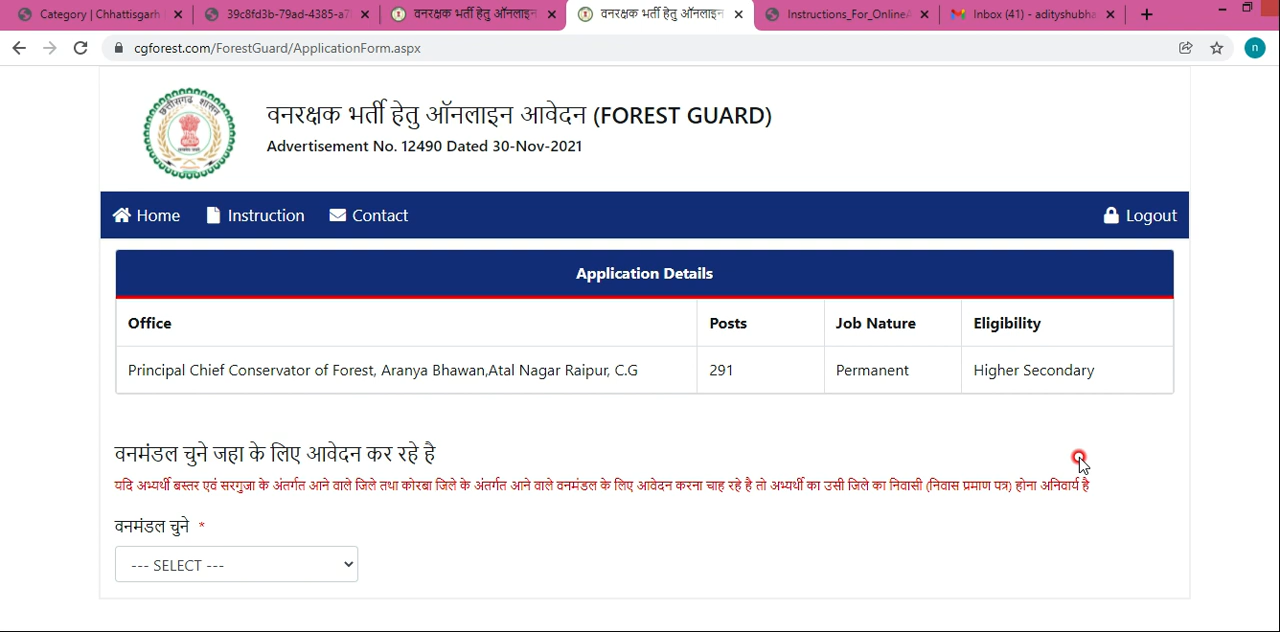 Category | Chhattisgarh
39c8fd3b-79ad-4385-a7
वनरक्षक भर्ती हेतु ऑनलाइन
वनरक्षक भर्ती हेतु ऑनलाइन
Instructions_For_OnlineA
Inbox (41) - adityshubha
cgforest.com/ForestGuard/ApplicationForm.aspx
n
छत्तीसगढ़ शासन
वनरक्षक भर्ती हेतु ऑनलाइन आवेदन (FOREST GUARD)
Advertisement No. 12490 Dated 30-Nov-2021
Home Instruction Contact Logout
Application Details
Office Posts Job Nature Eligibility
Principal Chief Conservator of Forest, Aranya Bhawan,Atal Nagar Raipur, C.G 291 Permanent Higher Secondary
वनमंडल चुने जहा के लिए आवेदन कर रहे है
यदि अभ्यर्थी बस्तर एवं सरगुजा के अंतर्गत आने वाले जिले तथा कोरबा जिले के अंतर्गत आने वाले वनमंडल के लिए आवेदन करना चाह रहे है तो अभ्यर्थी का उसी जिले का निवासी (निवास प्रमाण पत्र) होना अनिवार्य है
वनमंडल चुने *
--- SELECT ---